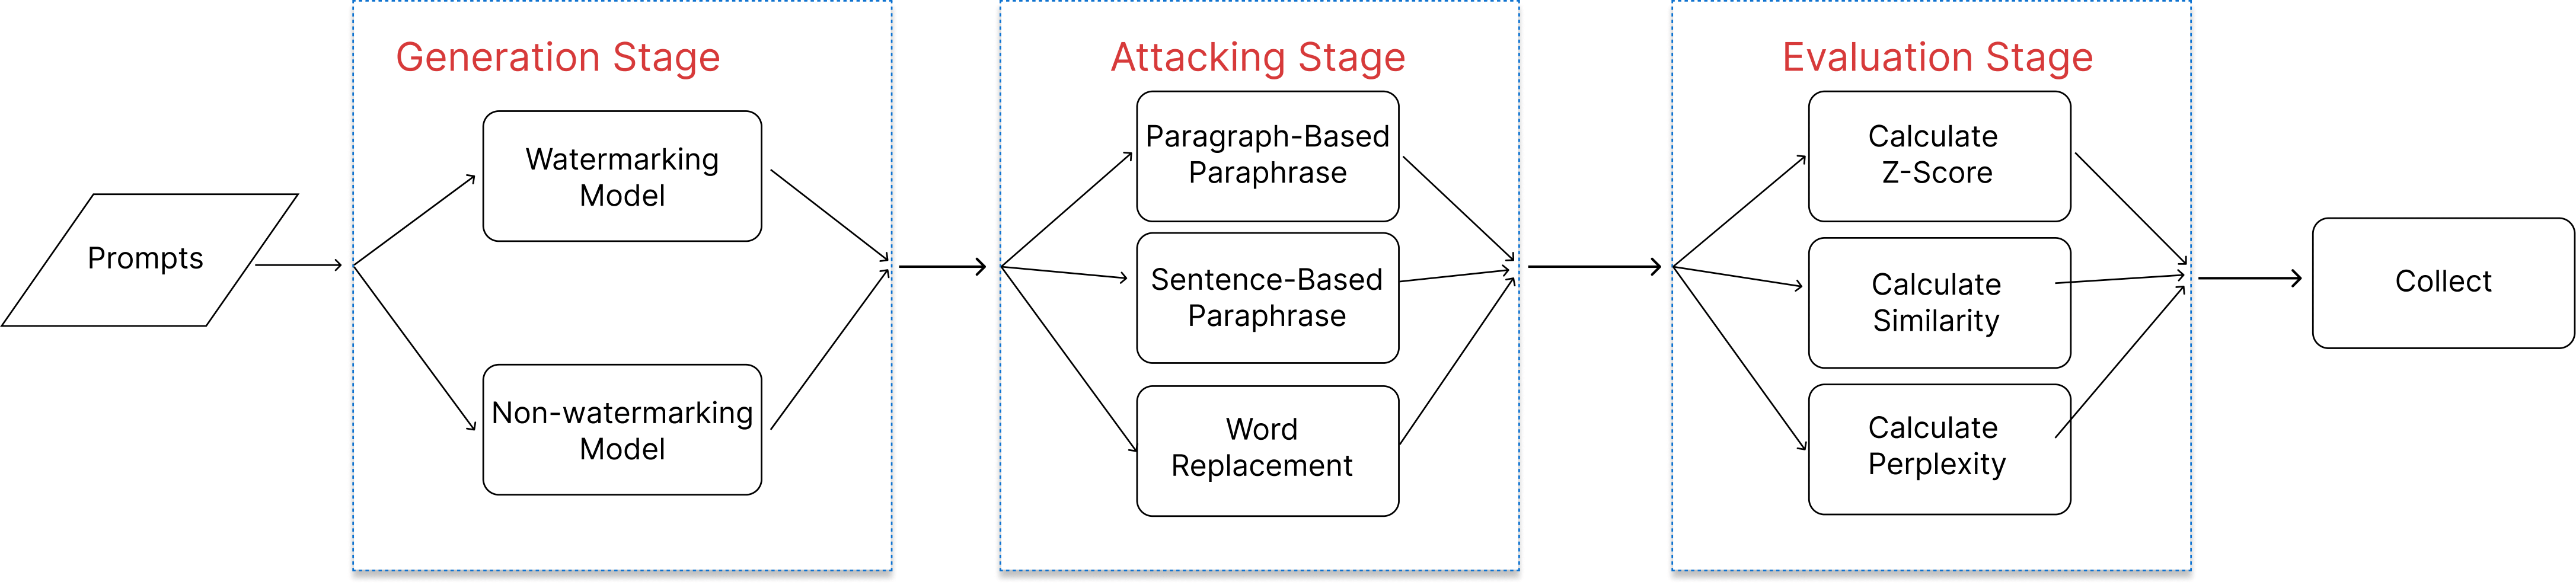 Prompts
Generation Stage
Watermarking
Model
Non-watermarking
Model
Attacking Stage
Paragraph-Based
Paraphrase
Sentence-Based
Paraphrase
Word
Replacement
Evaluation Stage
Calculate
Z-Score
Calculate
Similarity
Calculate
Perplexity
Collect